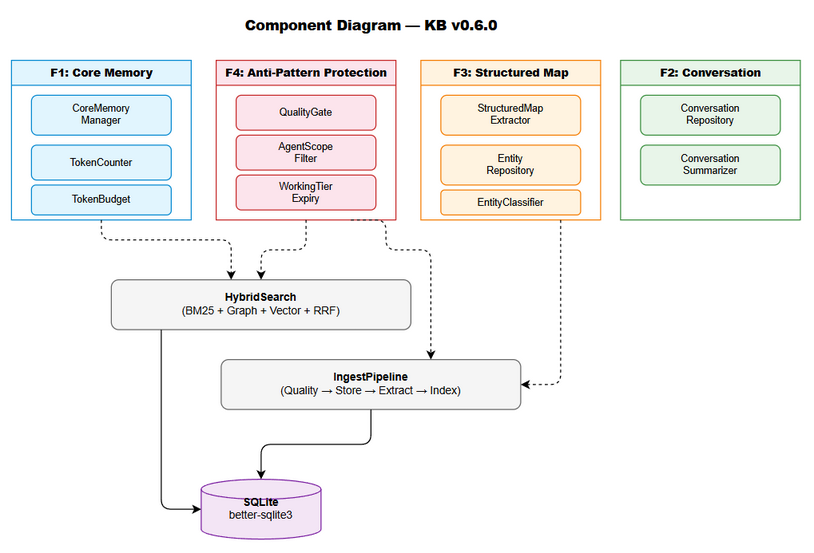 Component Diagram — KB v0.6.0
F1: Core Memory
CoreMemory
Manager
TokenCounter
TokenBudget
F4: Anti-Pattern Protection
QualityGate
AgentScope
Filter
WorkingTier
Expiry
F3: Structured Map
StructuredMap
Extractor
Entity
Repository
EntityClassifier
F2: Conversation
Conversation
Repository
Conversation
Summarizer
HybridSearch
(BM25 + Graph + Vector + RRF)
IngestPipeline
(Quality → Store → Extract → Index)
SQLite
better-sqlite3